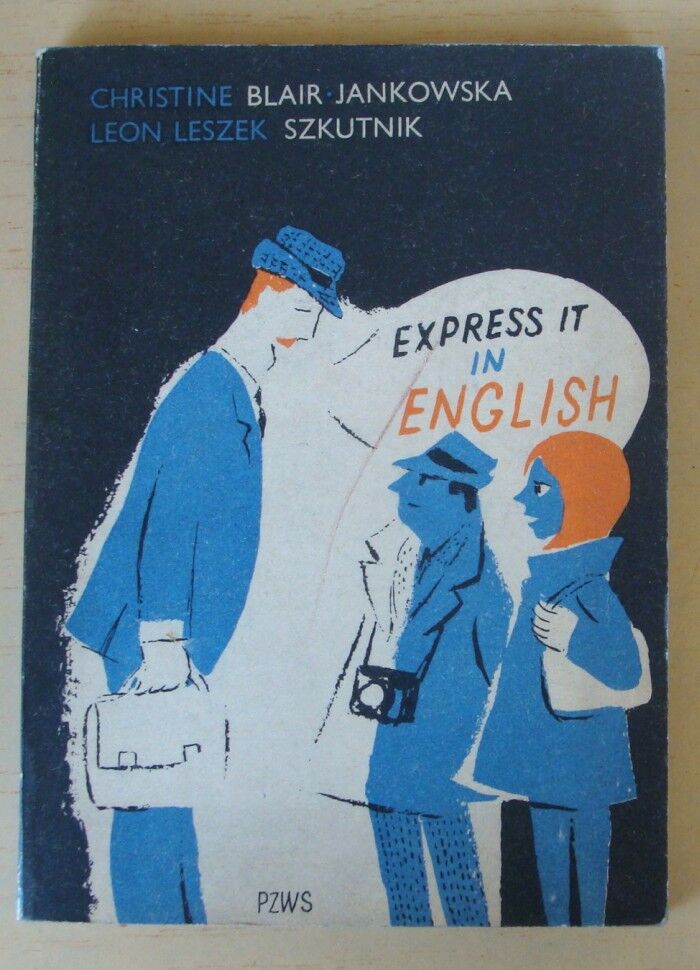 CHRISTINE BLAIR · JANKOWSKA
LEON LESZEK SZKUTNIK
EXPRESS IT
IN
ENGLISH
PZWS